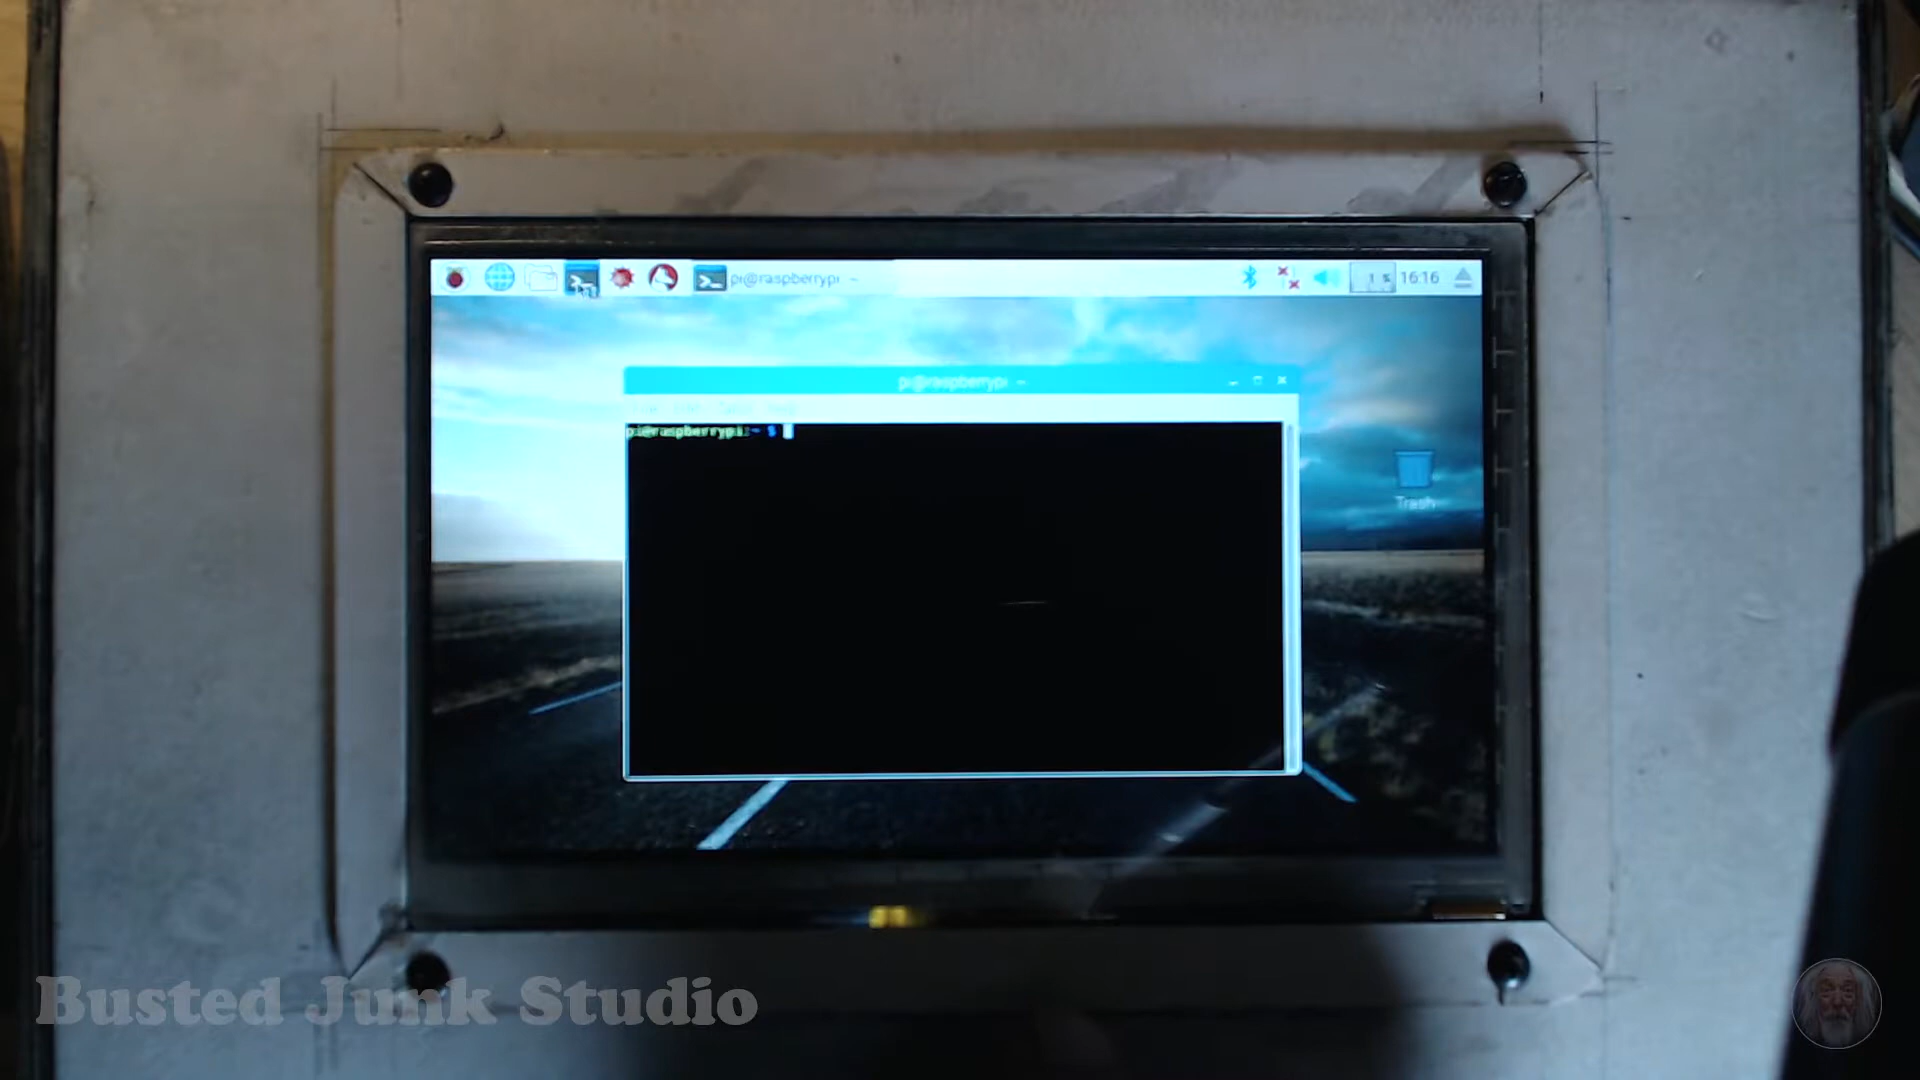 pi@raspberrypi: ~
16:16
pi@raspberrypi: ~
pi@raspberrypi:~ $
Trash
Busted Junk Studio